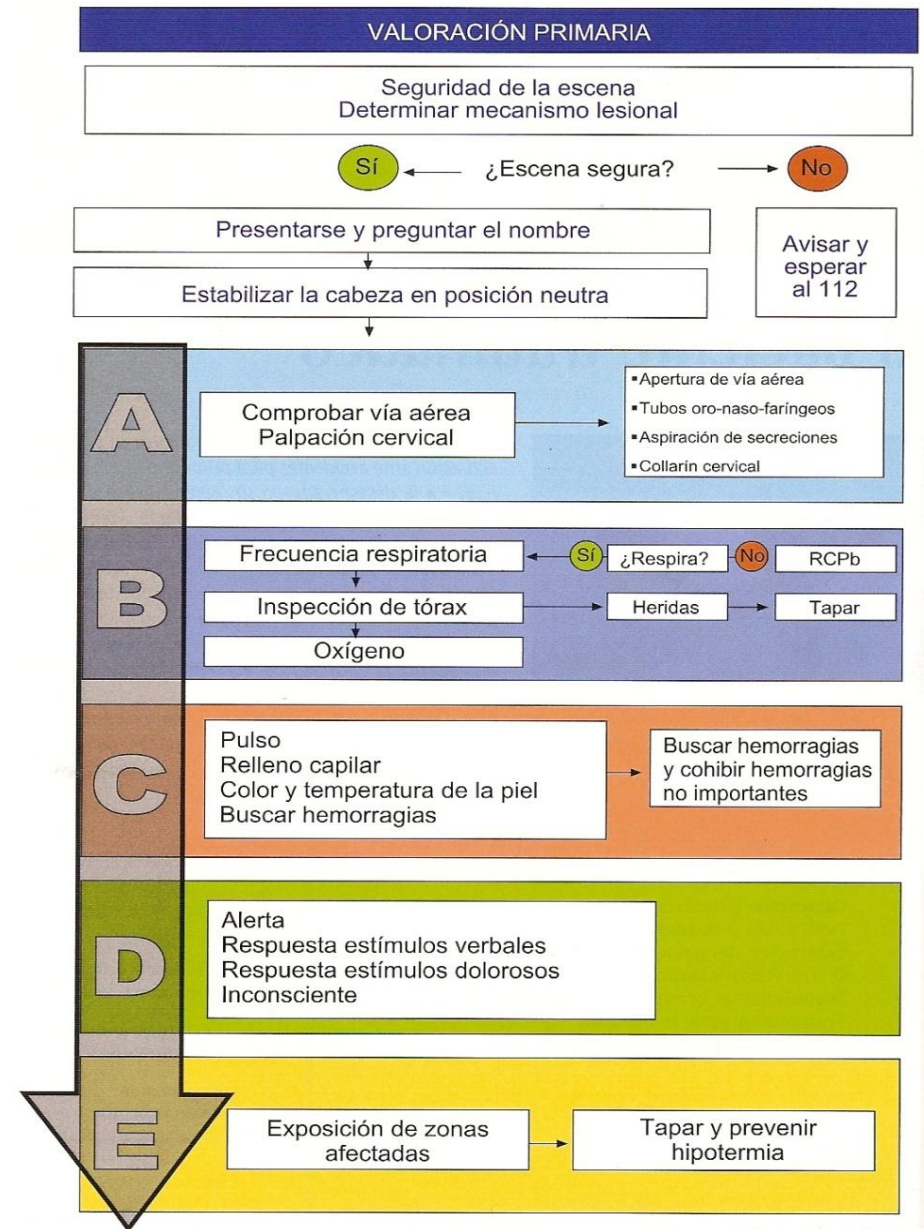 VALORACIÓN PRIMARIA
Seguridad de la escena
Determinar mecanismo lesional
Sí
¿Escena segura?
No
Presentarse y preguntar el nombre
Avisar y
esperar
al 112
Estabilizar la cabeza en posición neutra
A
Comprobar vía aérea
Palpación cervical
▪Apertura de vía aérea
▪Tubos oro-naso-faríngeos
▪Aspiración de secreciones
▪Collarín cervical
B
Frecuencia respiratoria
Sí
¿Respira?
No
RCPb
Inspección de tórax
Heridas
Tapar
Oxígeno
C
Pulso
Relleno capilar
Color y temperatura de la piel
Buscar hemorragias
Buscar hemorragias
y cohibir hemorragias
no importantes
D
Alerta
Respuesta estímulos verbales
Respuesta estímulos dolorosos
Inconsciente
E
Exposición de zonas
afectadas
Tapar y prevenir
hipotermia